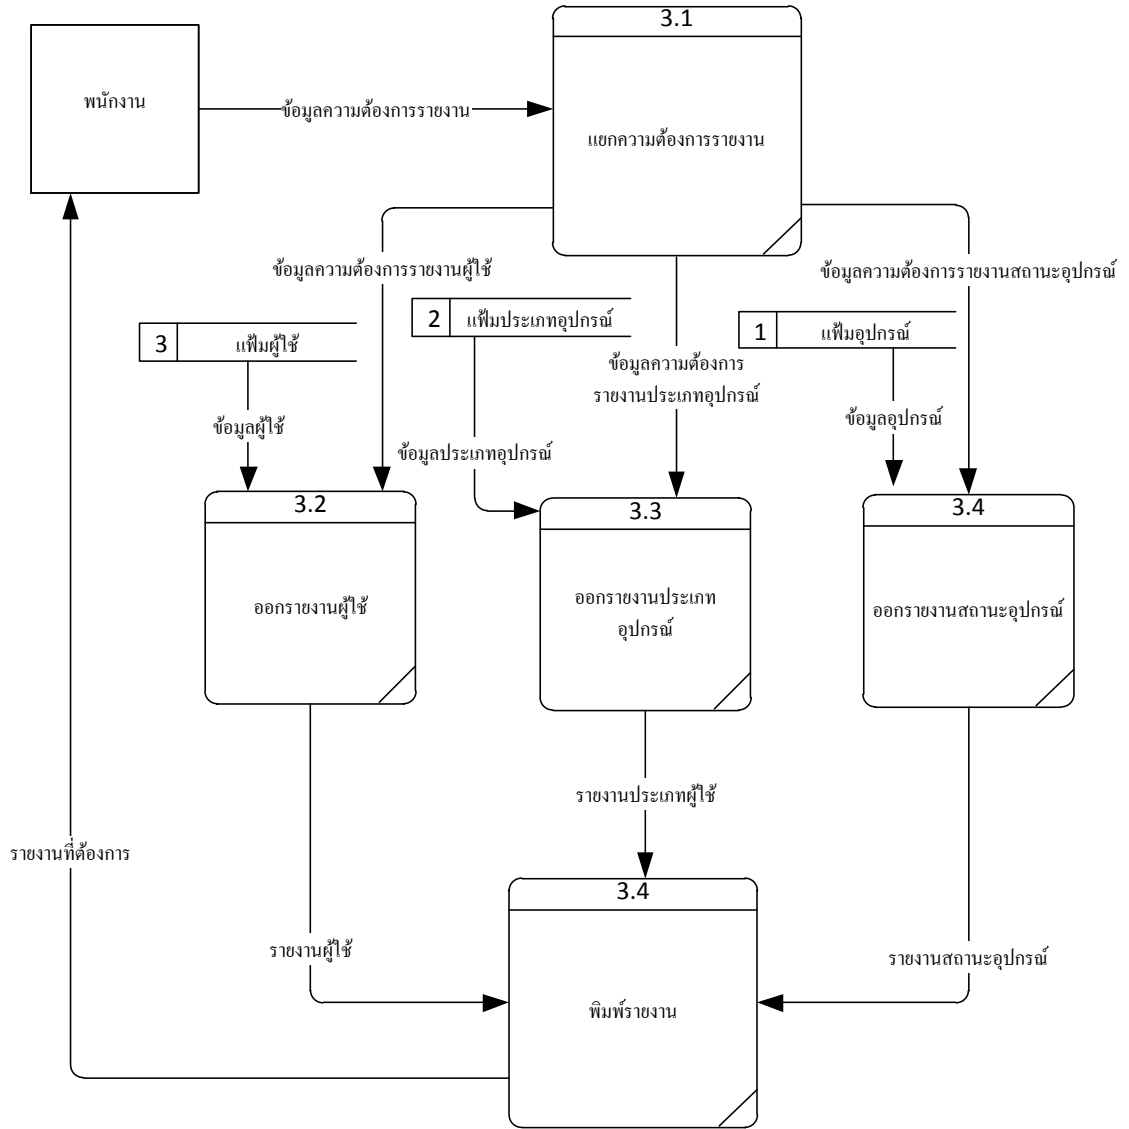 3.1
พนักงาน
ข้อมูลความต้องการรายงาน
แยกความต้องการรายงาน
ข้อมูลความต้องการรายงานผู้ใช้
ข้อมูลความต้องการรายงานสถานะอุปกรณ์
3
แฟ้มผู้ใช้
2
แฟ้มประเภทอุปกรณ์
1
แฟ้มอุปกรณ์
ข้อมูลความต้องการ
รายงานประเภทอุปกรณ์
ข้อมูลผู้ใช้
ข้อมูลประเภทอุปกรณ์
ข้อมูลอุปกรณ์
3.2
ออกรายงานผู้ใช้
3.3
ออกรายงานประเภท
อุปกรณ์
3.4
ออกรายงานสถานะอุปกรณ์
รายงานประเภทผู้ใช้
รายงานที่ต้องการ
รายงานผู้ใช้
รายงานสถานะอุปกรณ์
3.4
พิมพ์รายงาน